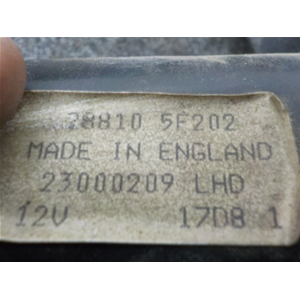 28810 5F202
MADE IN ENGLAND
23000209 LHD
12V 17D8 1